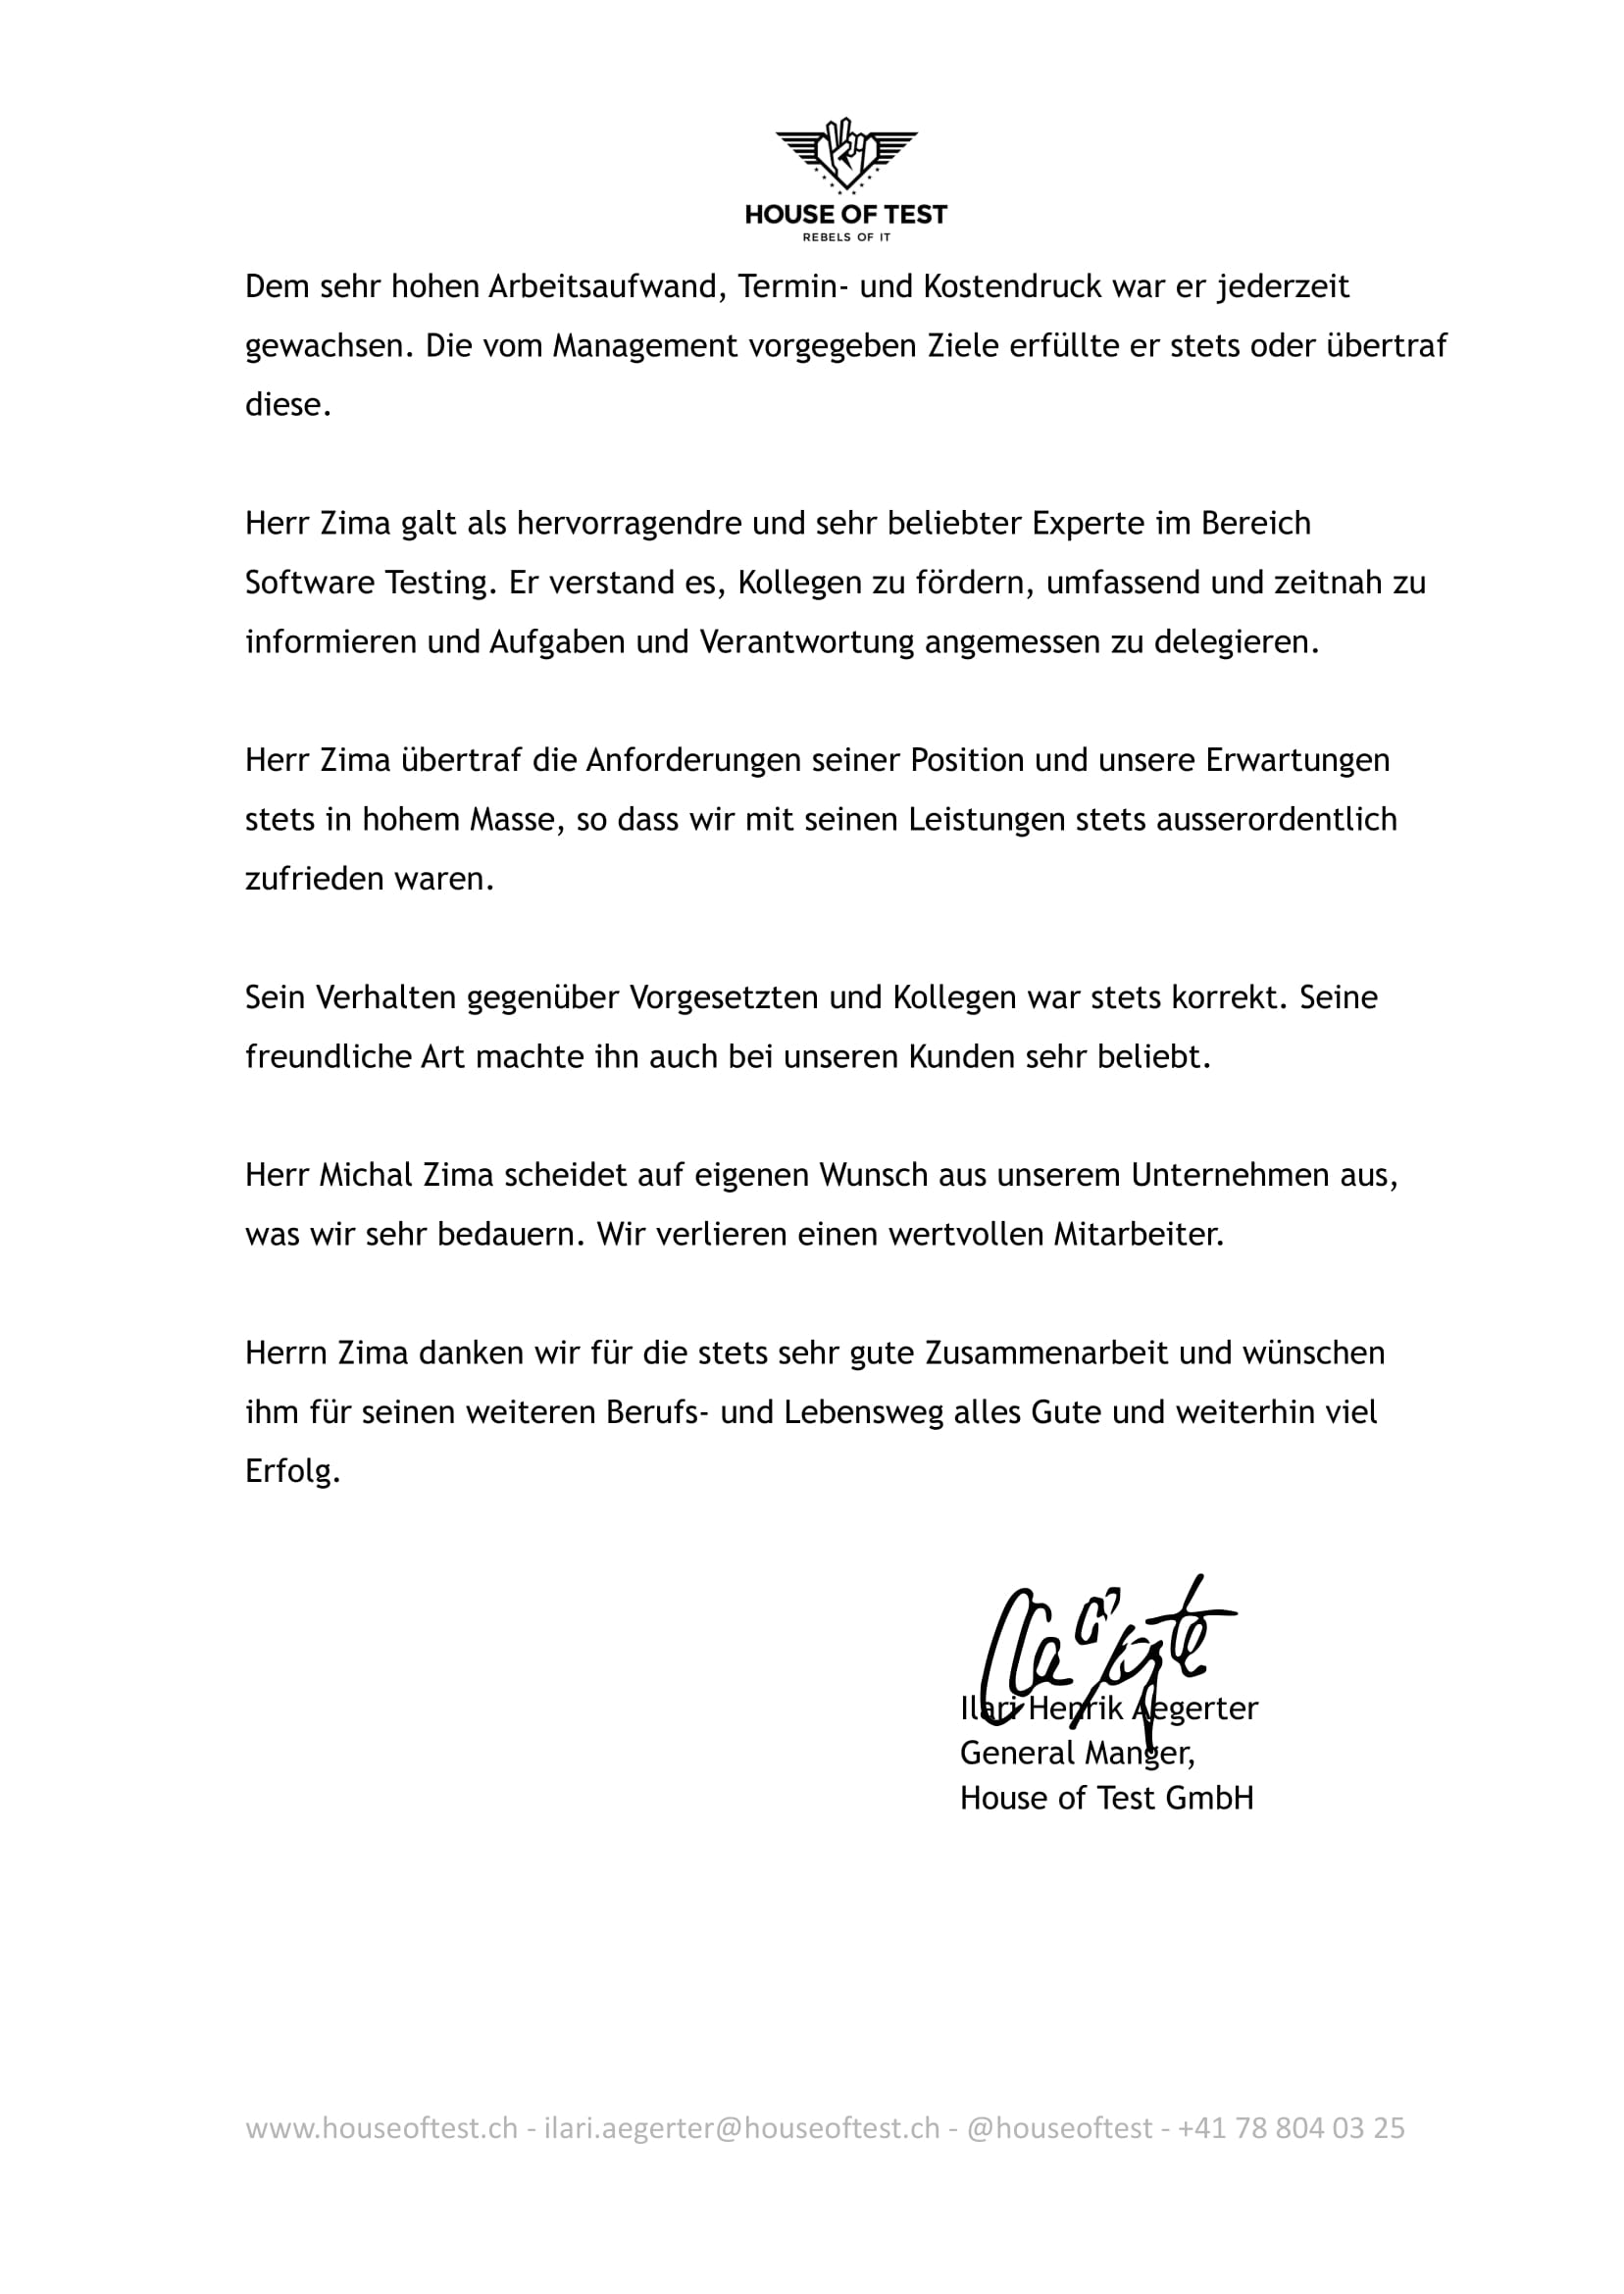 HOUSE OF TEST
REBELS OF IT
Dem sehr hohen Arbeitsaufwand, Termin- und Kostendruck war er jederzeit
gewachsen. Die vom Management vorgegeben Ziele erfüllte er stets oder übertraf
diese.
Herr Zima galt als hervorragendre und sehr beliebter Experte im Bereich
Software Testing. Er verstand es, Kollegen zu fördern, umfassend und zeitnah zu
informieren und Aufgaben und Verantwortung angemessen zu delegieren.
Herr Zima übertraf die Anforderungen seiner Position und unsere Erwartungen
stets in hohem Masse, so dass wir mit seinen Leistungen stets ausserordentlich
zufrieden waren.
Sein Verhalten gegenüber Vorgesetzten und Kollegen war stets korrekt. Seine
freundliche Art machte ihn auch bei unseren Kunden sehr beliebt.
Herr Michal Zima scheidet auf eigenen Wunsch aus unserem Unternehmen aus,
was wir sehr bedauern. Wir verlieren einen wertvollen Mitarbeiter.
Herrn Zima danken wir für die stets sehr gute Zusammenarbeit und wünschen
ihm für seinen weiteren Berufs- und Lebensweg alles Gute und weiterhin viel
Erfolg.
Ilari Henrik Aegerter
General Manger,
House of Test GmbH
www.houseoftest.ch - ilari.aegerter@houseoftest.ch - @houseoftest - +41 78 804 03 25